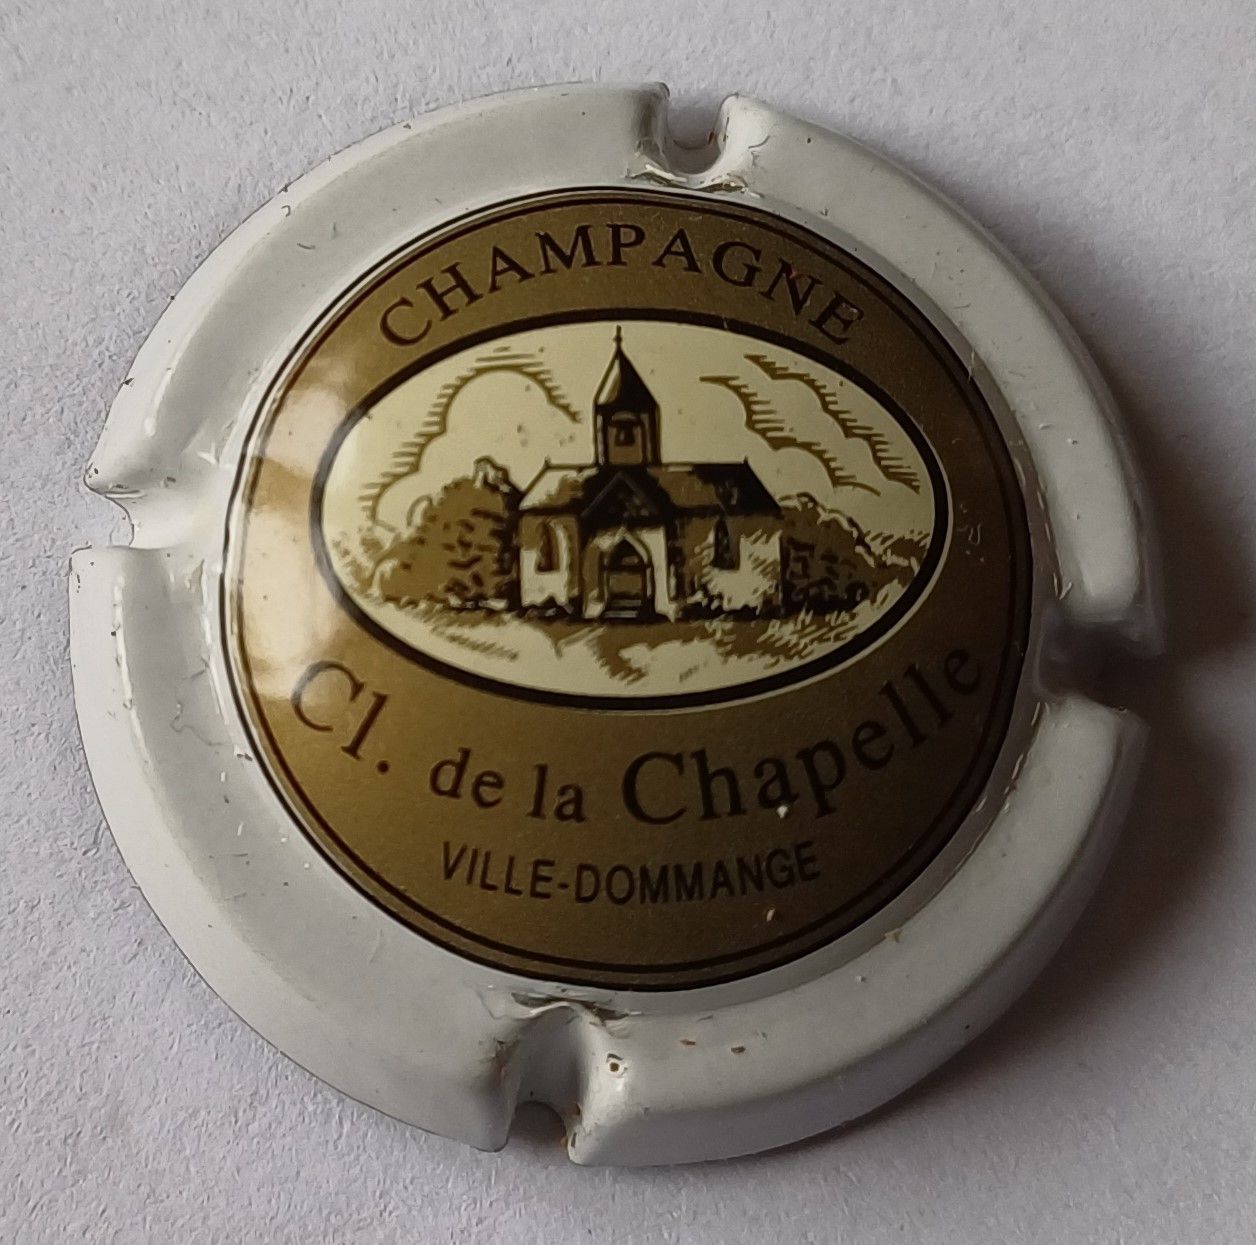 CHAMPAGNE
Cl. de la Chapelle
VILLE-DOMMANGE